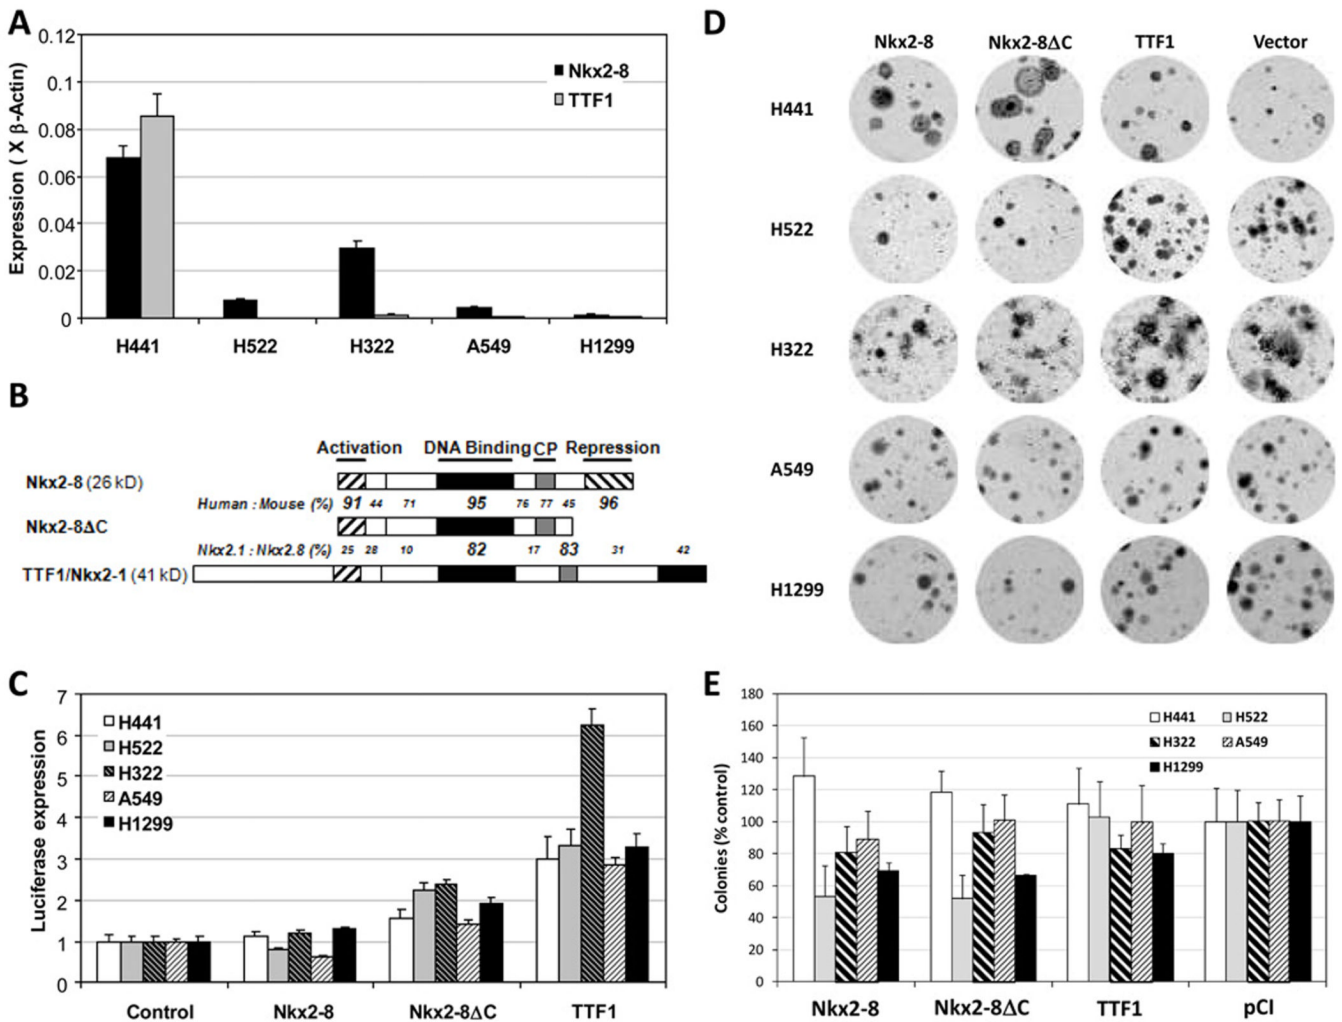 A
Expression ( X β-Actin)
0.12
0.1
0.08
0.06
0.04
0.02
0
Nkx2-8
TTF1
H441 H522 H322 A549 H1299
B
Activation DNA Binding CP Repression
Nkx2-8 (26 kD)
Human : Mouse (%) 91 44 71 95 76 77 45 96
Nkx2-8ΔC
Nkx2.1 : Nkx2.8 (%) 25 28 10 82 17 83 31 42
TTF1/Nkx2-1 (41 kD)
C
Luciferase expression
7
6
5
4
3
2
1
0
H441
H522
H322
A549
H1299
Control Nkx2-8 Nkx2-8ΔC TTF1
D
Nkx2-8 Nkx2-8ΔC TTF1 Vector
H441
H522
H322
A549
H1299
E
Colonies (% control)
180
160
140
120
100
80
60
40
20
0
H441 H522
H322 A549
H1299
Nkx2-8 Nkx2-8ΔC TTF1 pCI